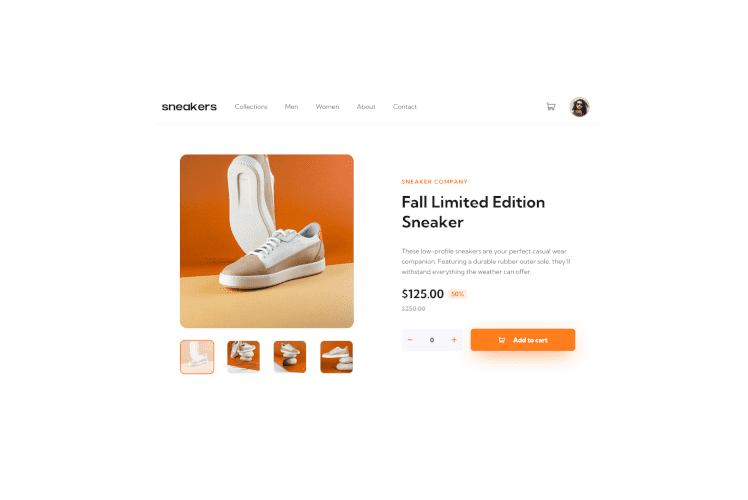 sneakers Collections Men Women About Contact
SNEAKER COMPANY
Fall Limited Edition
Sneaker
These low-profile sneakers are your perfect casual wear
companion. Featuring a durable rubber outer sole, they'll
withstand everything the weather can offer.
$125.00 50%
$250.00
− 0 + Add to cart